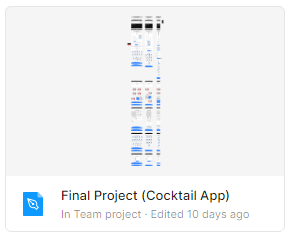 Final Project (Cocktail App)
In Team project · Edited 10 days ago